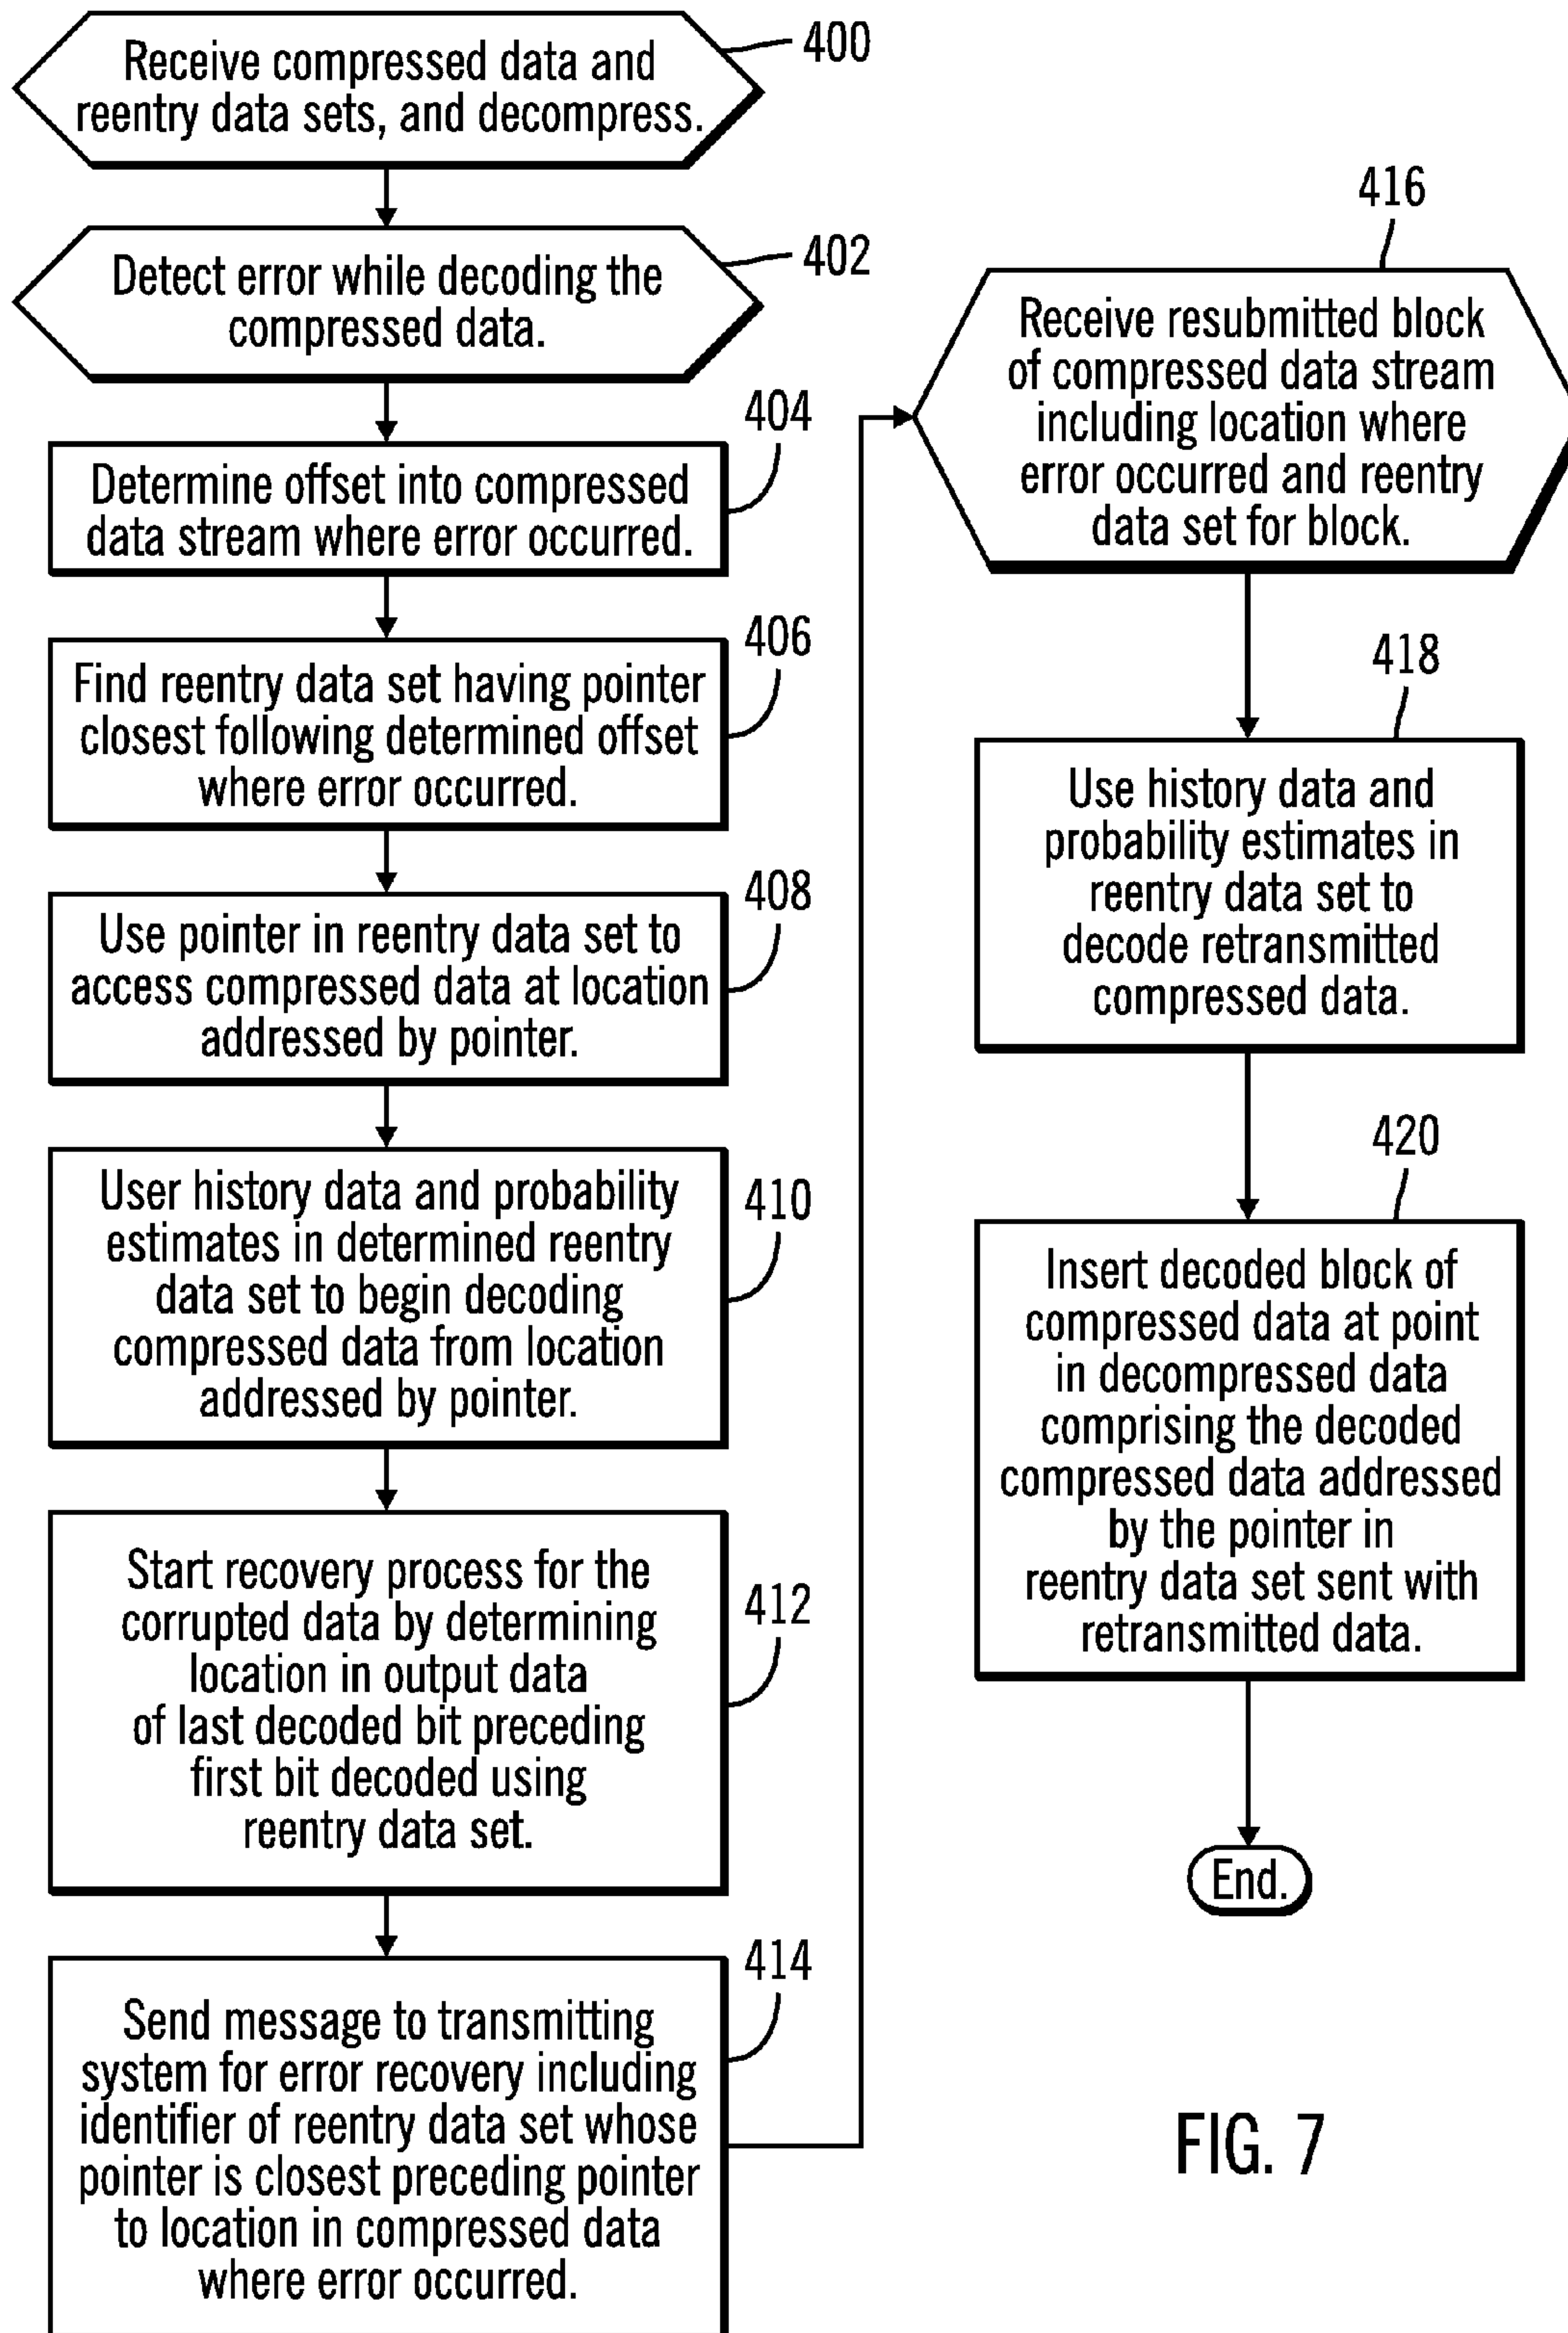 Receive compressed data and
reentry data sets, and decompress.
400
Detect error while decoding the
compressed data.
402
404
Determine offset into compressed
data stream where error occurred.
406
Find reentry data set having pointer
closest following determined offset
where error occurred.
408
Use pointer in reentry data set to
access compressed data at location
addressed by pointer.
410
User history data and probability
estimates in determined reentry
data set to begin decoding
compressed data from location
addressed by pointer.
412
Start recovery process for the
corrupted data by determining
location in output data
of last decoded bit preceding
first bit decoded using
reentry data set.
414
Send message to transmitting
system for error recovery including
identifier of reentry data set whose
pointer is closest preceding pointer
to location in compressed data
where error occurred.
416
Receive resubmitted block
of compressed data stream
including location where
error occurred and reentry
data set for block.
418
Use history data and
probability estimates in
reentry data set to
decode retransmitted
compressed data.
420
Insert decoded block of
compressed data at point
in decompressed data
comprising the decoded
compressed data addressed
by the pointer in
reentry data set sent with
retransmitted data.
End.
FIG. 7